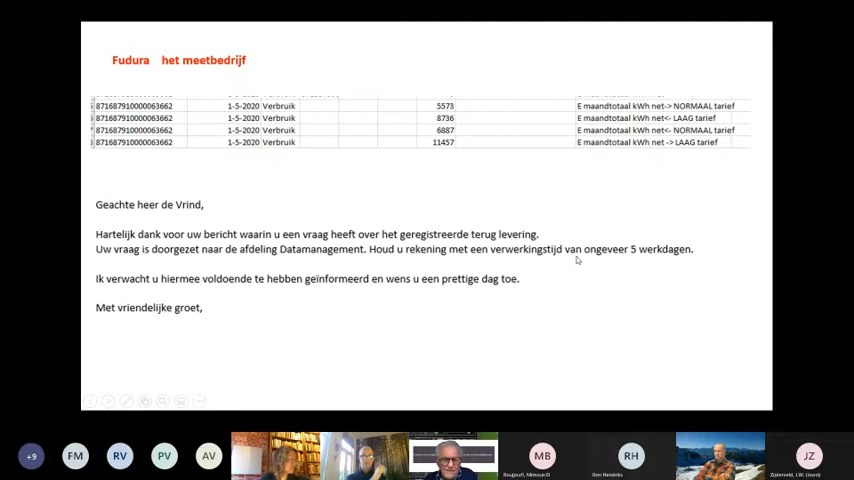 Fudura het meetbedrijf
871687910000063662 1-5-2020 Verbruik 5573 E maandtotaal kWh net-> NORMAAL tarief
871687910000063662 1-5-2020 Verbruik 8736 E maandtotaal kWh net<- LAAG tarief
871687910000063662 1-5-2020 Verbruik 6887 E maandtotaal kWh net<- NORMAAL tarief
871687910000063662 1-5-2020 Verbruik 11457 E maandtotaal kWh net -> LAAG tarief
Geachte heer de Vrind,
Hartelijk dank voor uw bericht waarin u een vraag heeft over het geregistreerde terug levering.
Uw vraag is doorgezet naar de afdeling Datamanagement. Houd u rekening met een verwerkingstijd van ongeveer 5 werkdagen.
Ik verwacht u hiermee voldoende te hebben geïnformeerd en wens u een prettige dag toe.
Met vriendelijke groet,
+9 FM RV PV AV MB RH JZ
Zijderveld, J.W. (Joost)